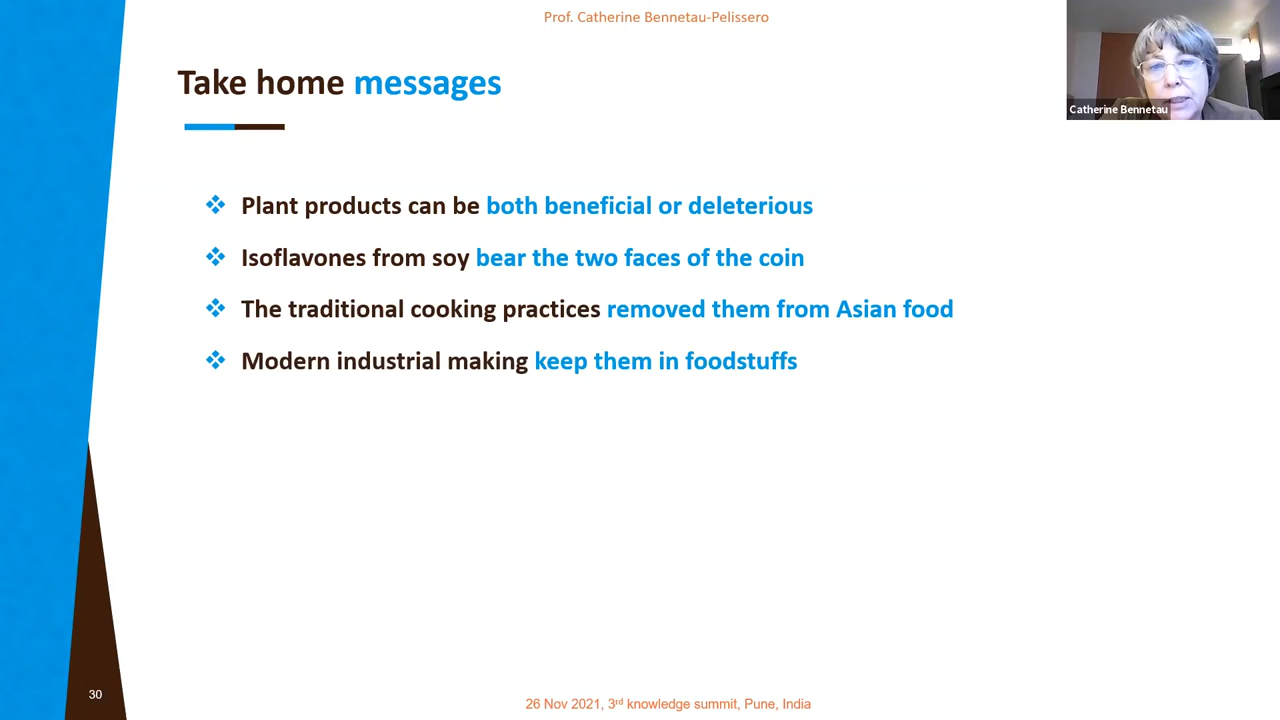 Prof. Catherine Bennetau-Pelissero
Take home messages
Catherine Bennetau
Plant products can be both beneficial or deleterious
Isoflavones from soy bear the two faces of the coin
The traditional cooking practices removed them from Asian food
Modern industrial making keep them in foodstuffs
30
26 Nov 2021, 3rd knowledge summit, Pune, India